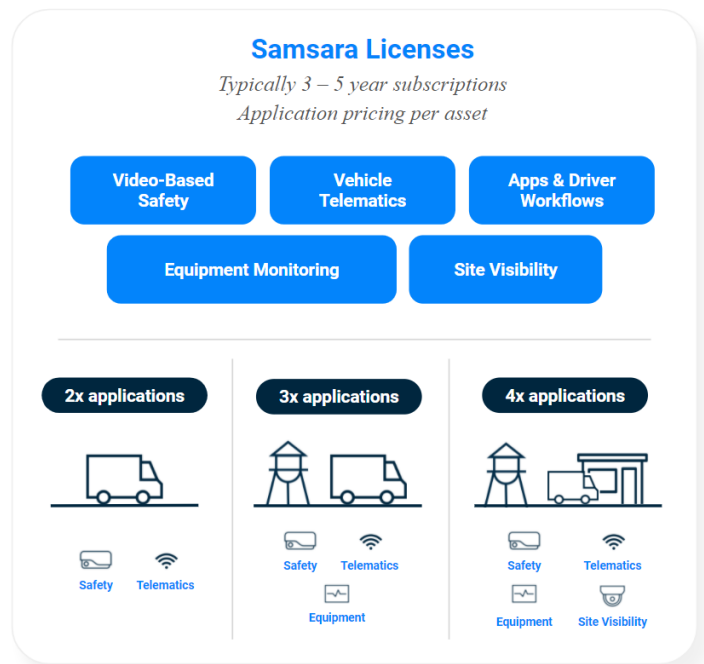 Samsara Licenses
Typically 3 – 5 year subscriptions
Application pricing per asset
Video-Based
Safety
Vehicle
Telematics
Apps & Driver
Workflows
Equipment Monitoring
Site Visibility
2x applications
3x applications
4x applications
Safety
Telematics
Safety
Telematics
Equipment
Safety
Telematics
Equipment
Site Visibility